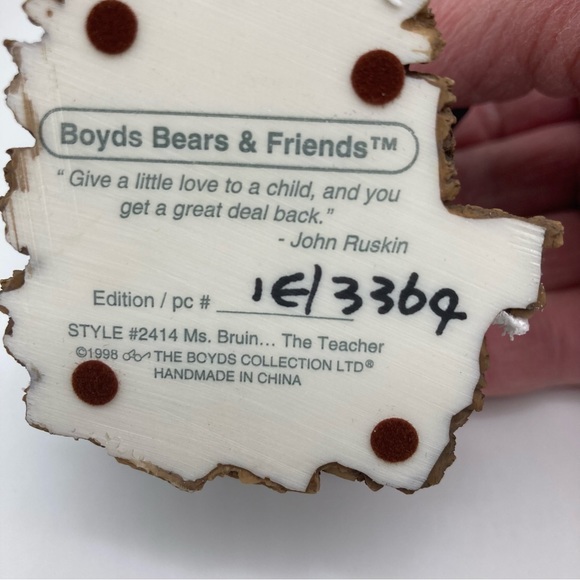 Boyds Bears & Friends™
“Give a little love to a child, and you
get a great deal back.”
- John Ruskin
Edition / pc # 1E/3364
STYLE #2414 Ms. Bruin... The Teacher
©1998 THE BOYDS COLLECTION LTD®
HANDMADE IN CHINA